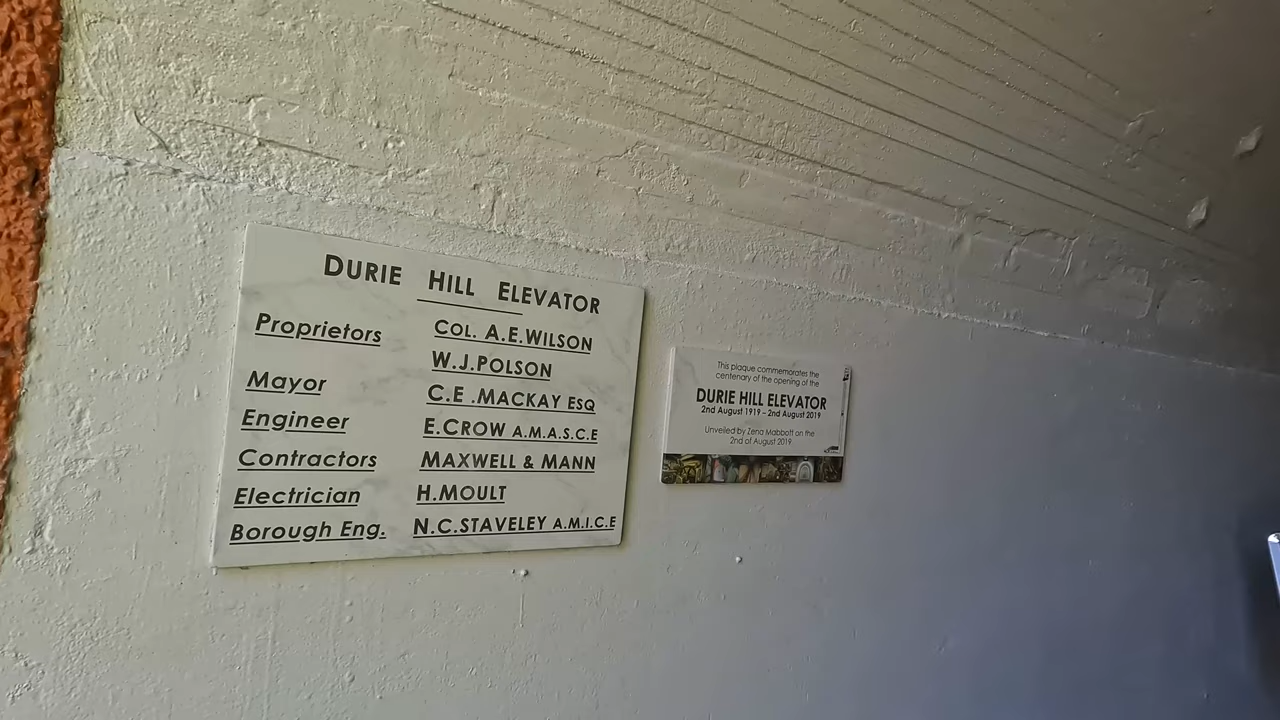 DURIE HILL ELEVATOR
Proprietors COL. A.E.WILSON
W.J.POLSON
Mayor C.E .MACKAY ESQ
Engineer E.CROW A.M.A.S.C.E
Contractors MAXWELL & MANN
Electrician H.MOULT
Borough Eng. N.C.STAVELEY A.M.I.C.E
This plaque commemorates the
centenary of the opening of the
DURIE HILL ELEVATOR
2nd August 1919 – 2nd August 2019
Unveiled by Zena Mabbott on the
2nd of August 2019